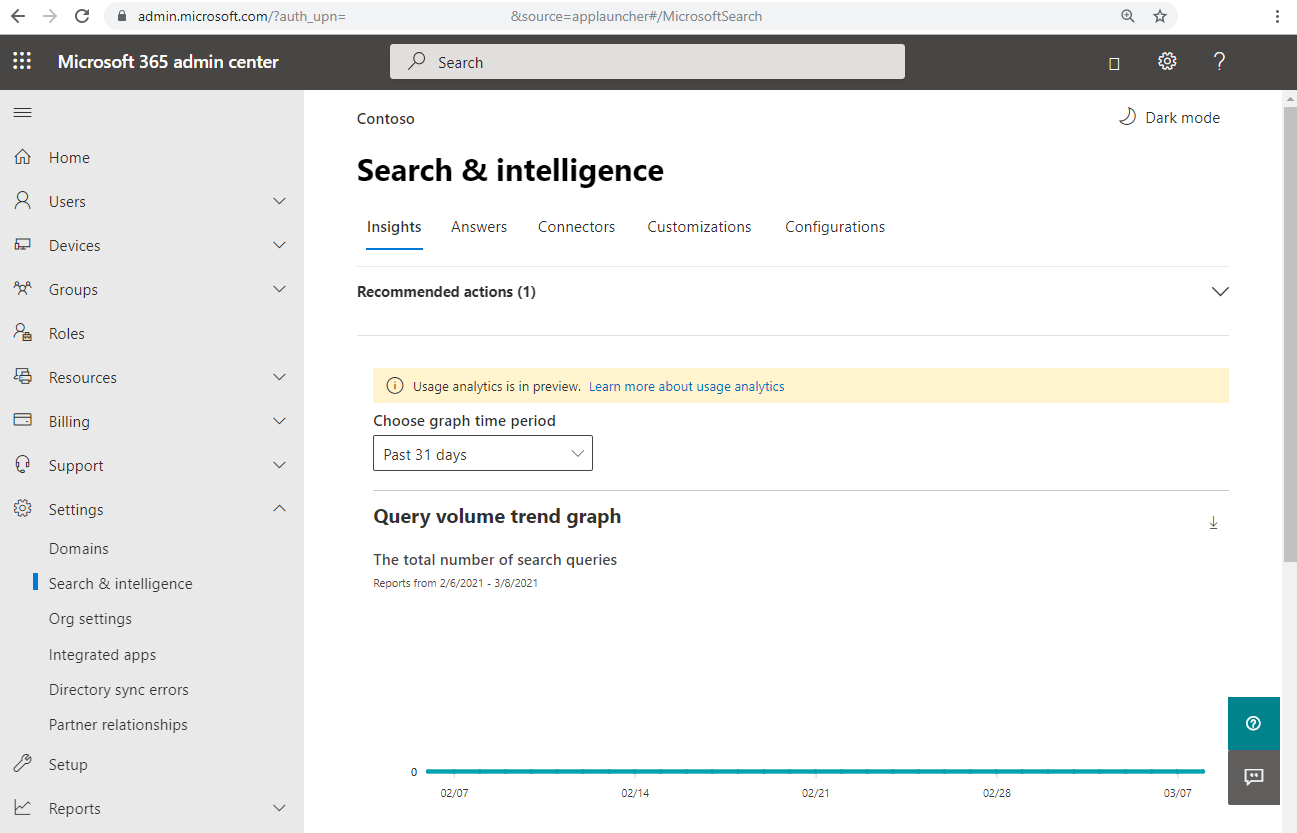 admin.microsoft.com/?auth_upn= &source=applauncher#/MicrosoftSearch
Microsoft 365 admin center
Search
?
Contoso
Dark mode
Search & intelligence
Home
Users
Devices
Groups
Roles
Resources
Billing
Support
Settings
Domains
Search & intelligence
Org settings
Integrated apps
Directory sync errors
Partner relationships
Setup
Reports
Insights Answers Connectors Customizations Configurations
Recommended actions (1)
Usage analytics is in preview. Learn more about usage analytics
Choose graph time period
Past 31 days
Query volume trend graph
The total number of search queries
Reports from 2/6/2021 - 3/8/2021
0
02/07 02/14 02/21 02/28 03/07